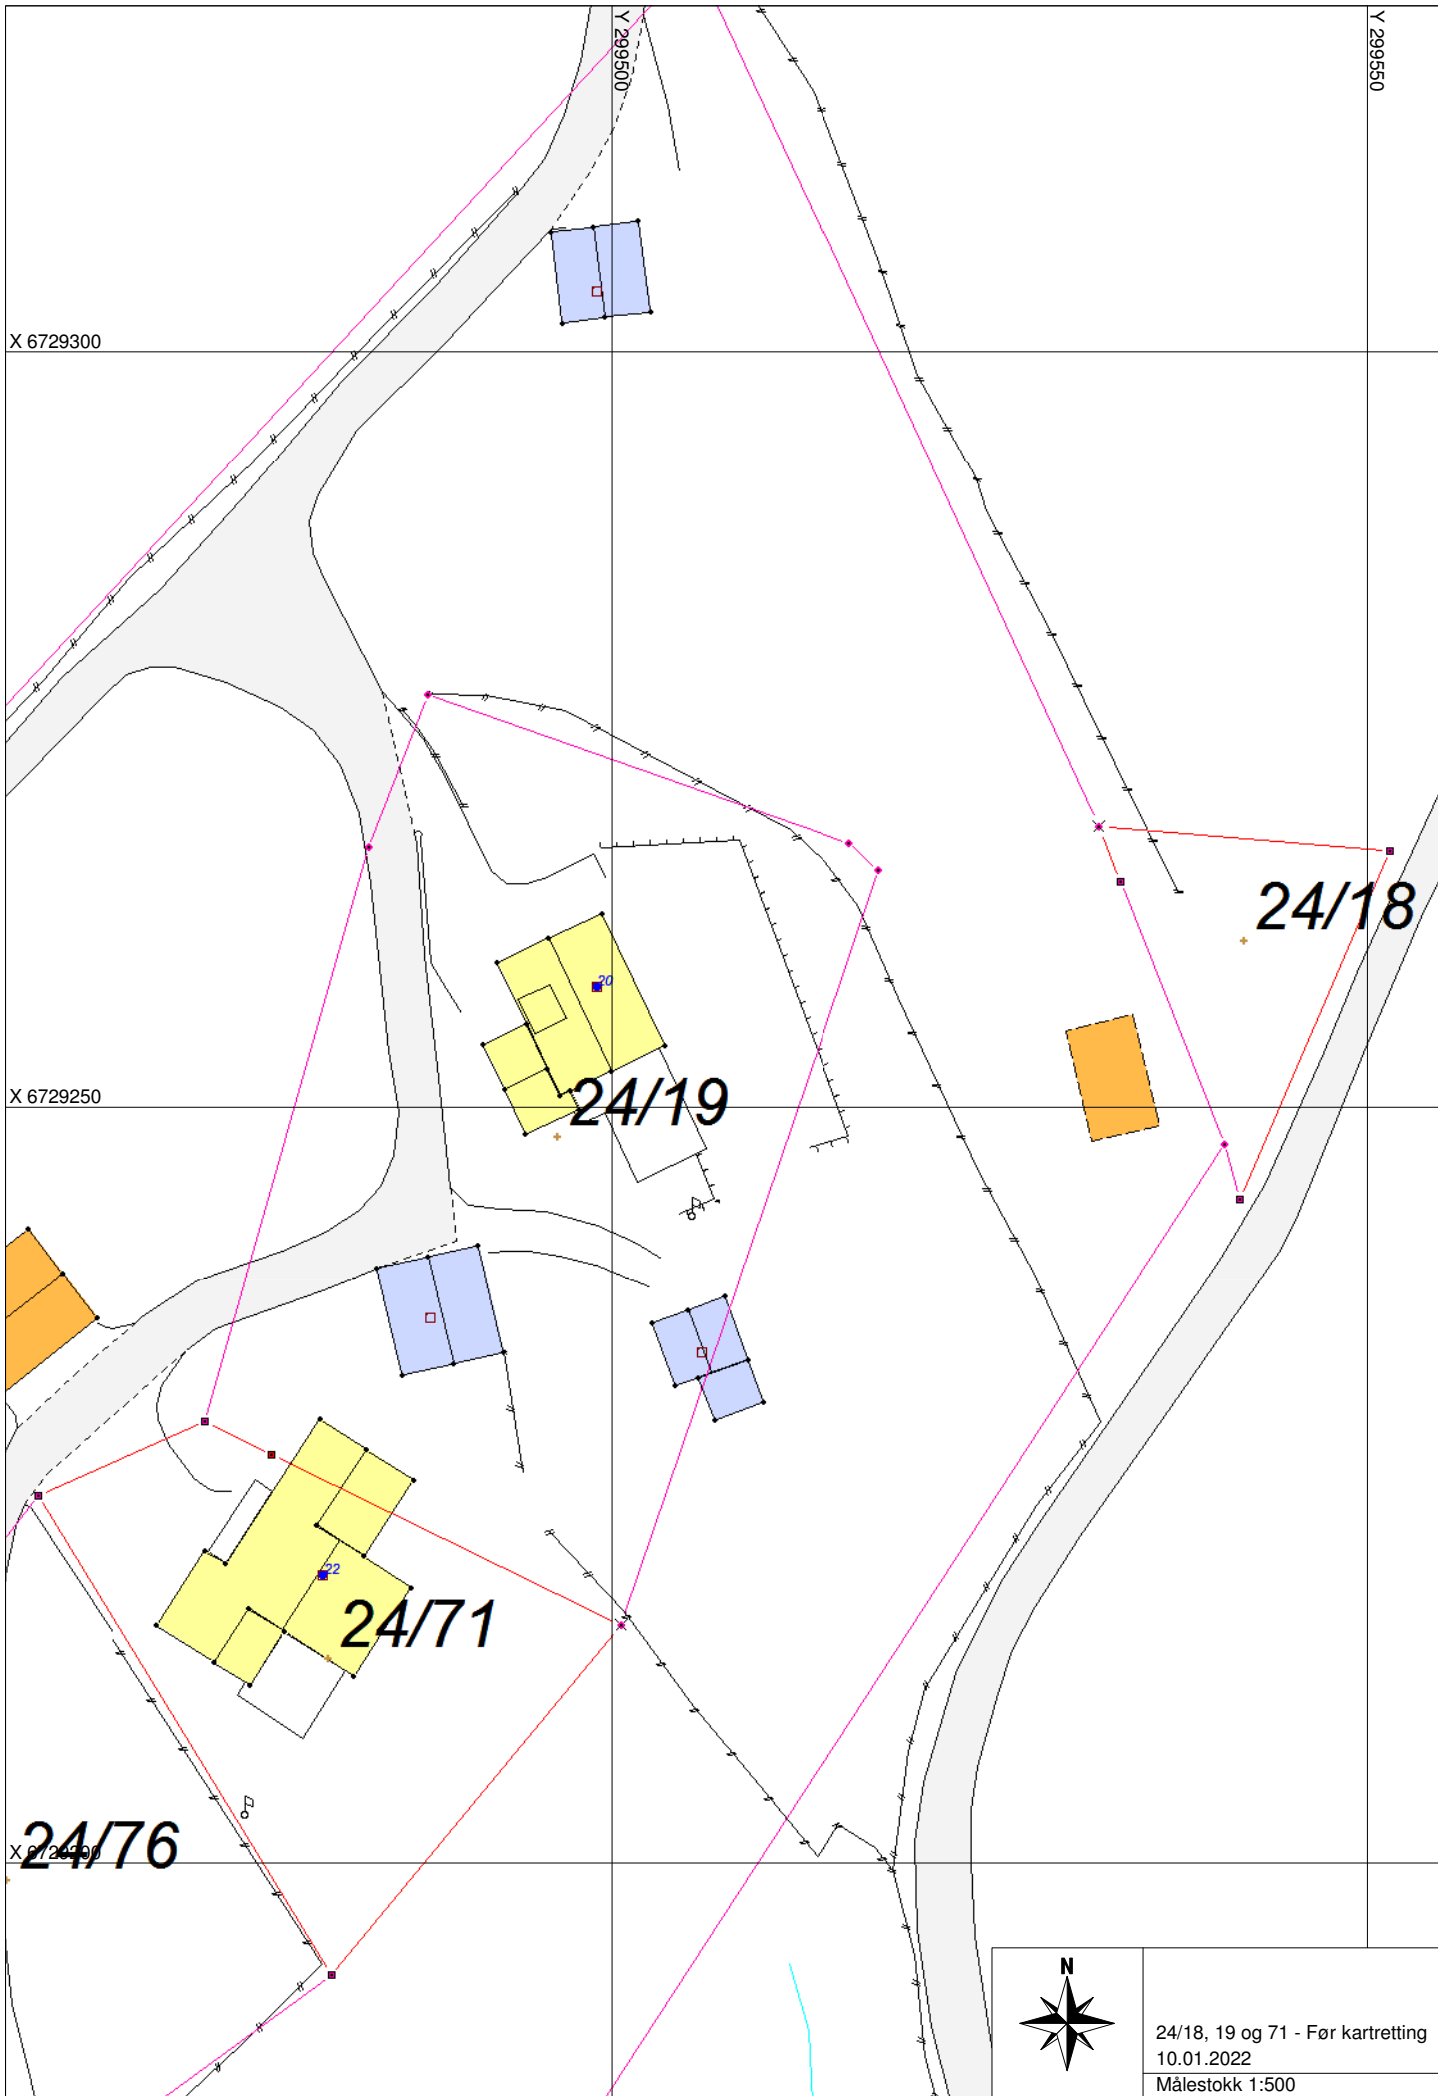 Y 299500
Y 299550
X 6729300
24/18
20
24/19
X 6729250
22
24/71
24/76
X 6729200
N
24/18, 19 og 71 - Før kartretting
10.01.2022
Målestokk 1:500